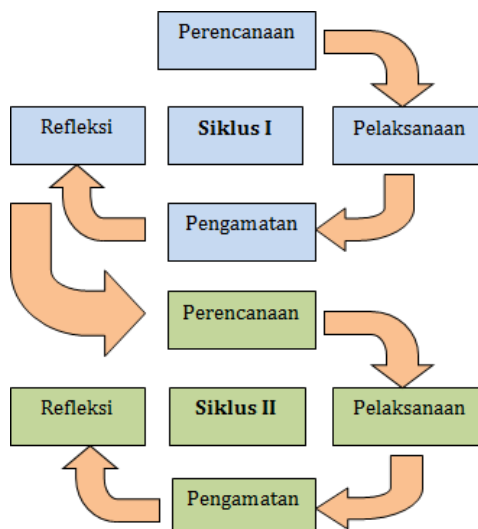 Perencanaan
Refleksi
Siklus I
Pelaksanaan
Pengamatan
Perencanaan
Refleksi
Siklus II
Pelaksanaan
Pengamatan